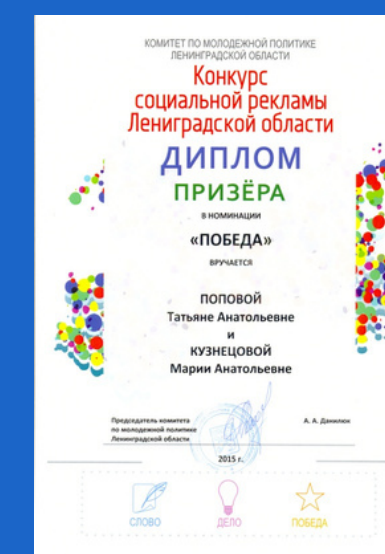 КОМИТЕТ ПО МОЛОДЕЖНОЙ ПОЛИТИКЕ
ЛЕНИНГРАДСКОЙ ОБЛАСТИ
Конкурс
социальной рекламы
Лениградской области
ДИПЛОМ
ПРИЗЁРА
В НОМИНАЦИИ
«ПОБЕДА»
ВРУЧАЕТСЯ
ПОПОВОЙ
Татьяне Анатольевне
и
КУЗНЕЦОВОЙ
Марии Анатольевне
Председатель комитета
по молодежной политике
Ленинградской области
А. А. Данилюк
2015 г.
СЛОВО
ДЕЛО
ПОБЕДА